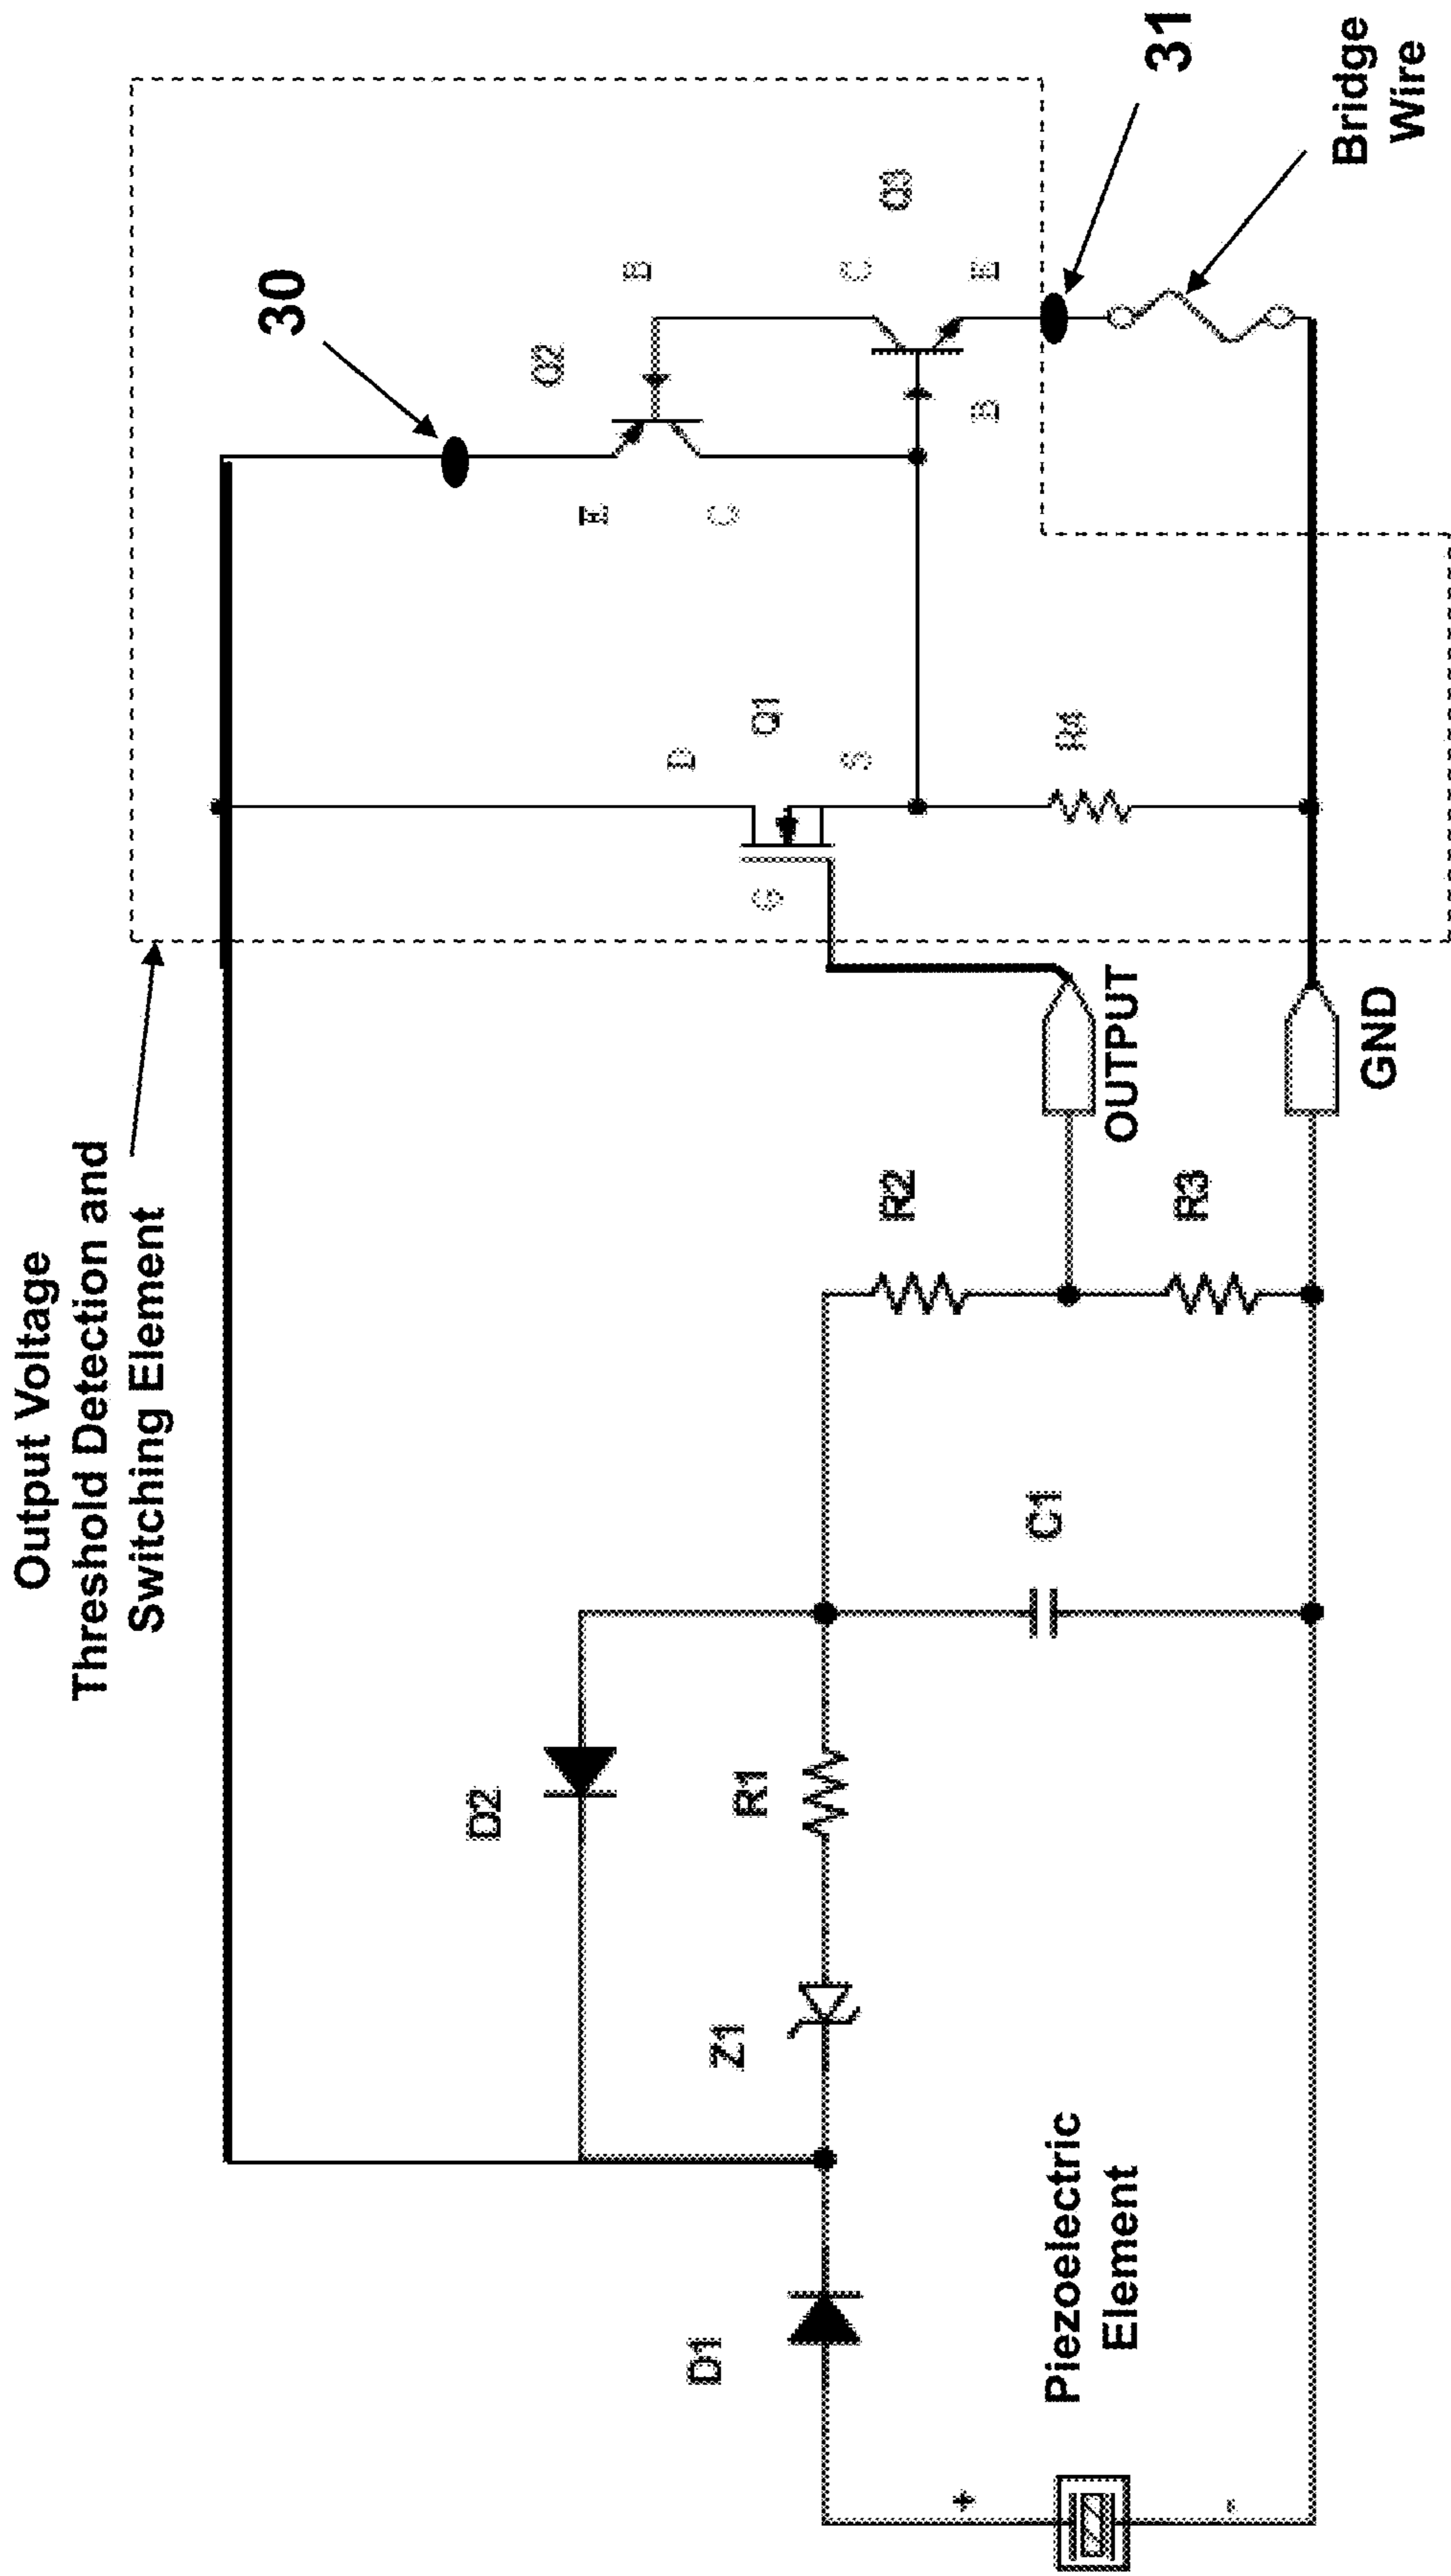 Output Voltage
Threshold Detection and
Switching Element
30
31
Q2
Q3
B
E
C
C
E
B
Bridge
Wire
D
Q1
S
G
R4
OUTPUT
GND
D2
R1
Z1
C1
R2
R3
D1
Piezoelectric
Element
+
-